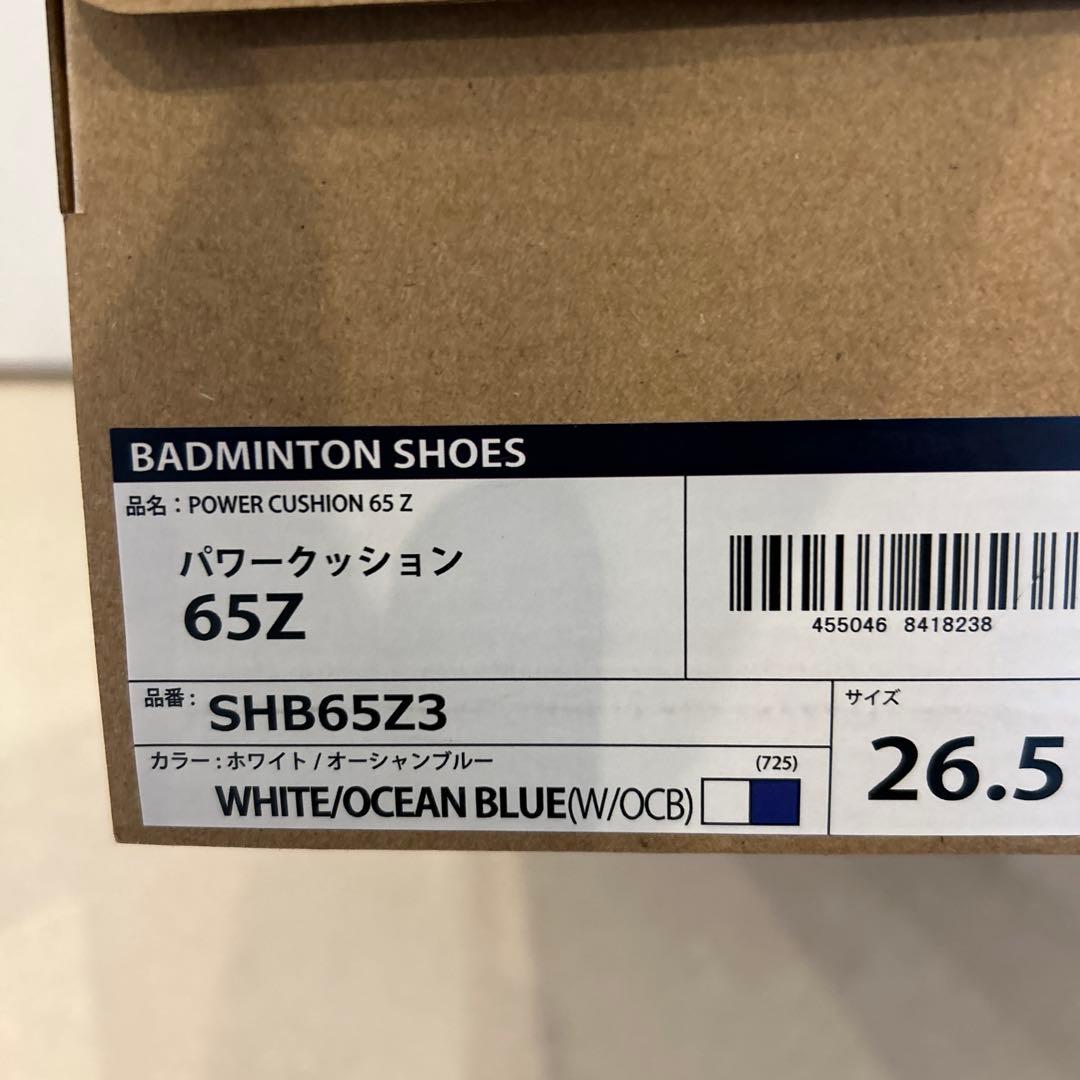 BADMINTON SHOES
品名：POWER CUSHION 65 Z
パワークッション
65Z
455046 8418238
品番：
SHB65Z3
サイズ
26.5
カラー：ホワイト / オーシャンブルー
(725)
WHITE/OCEAN BLUE(W/OCB)